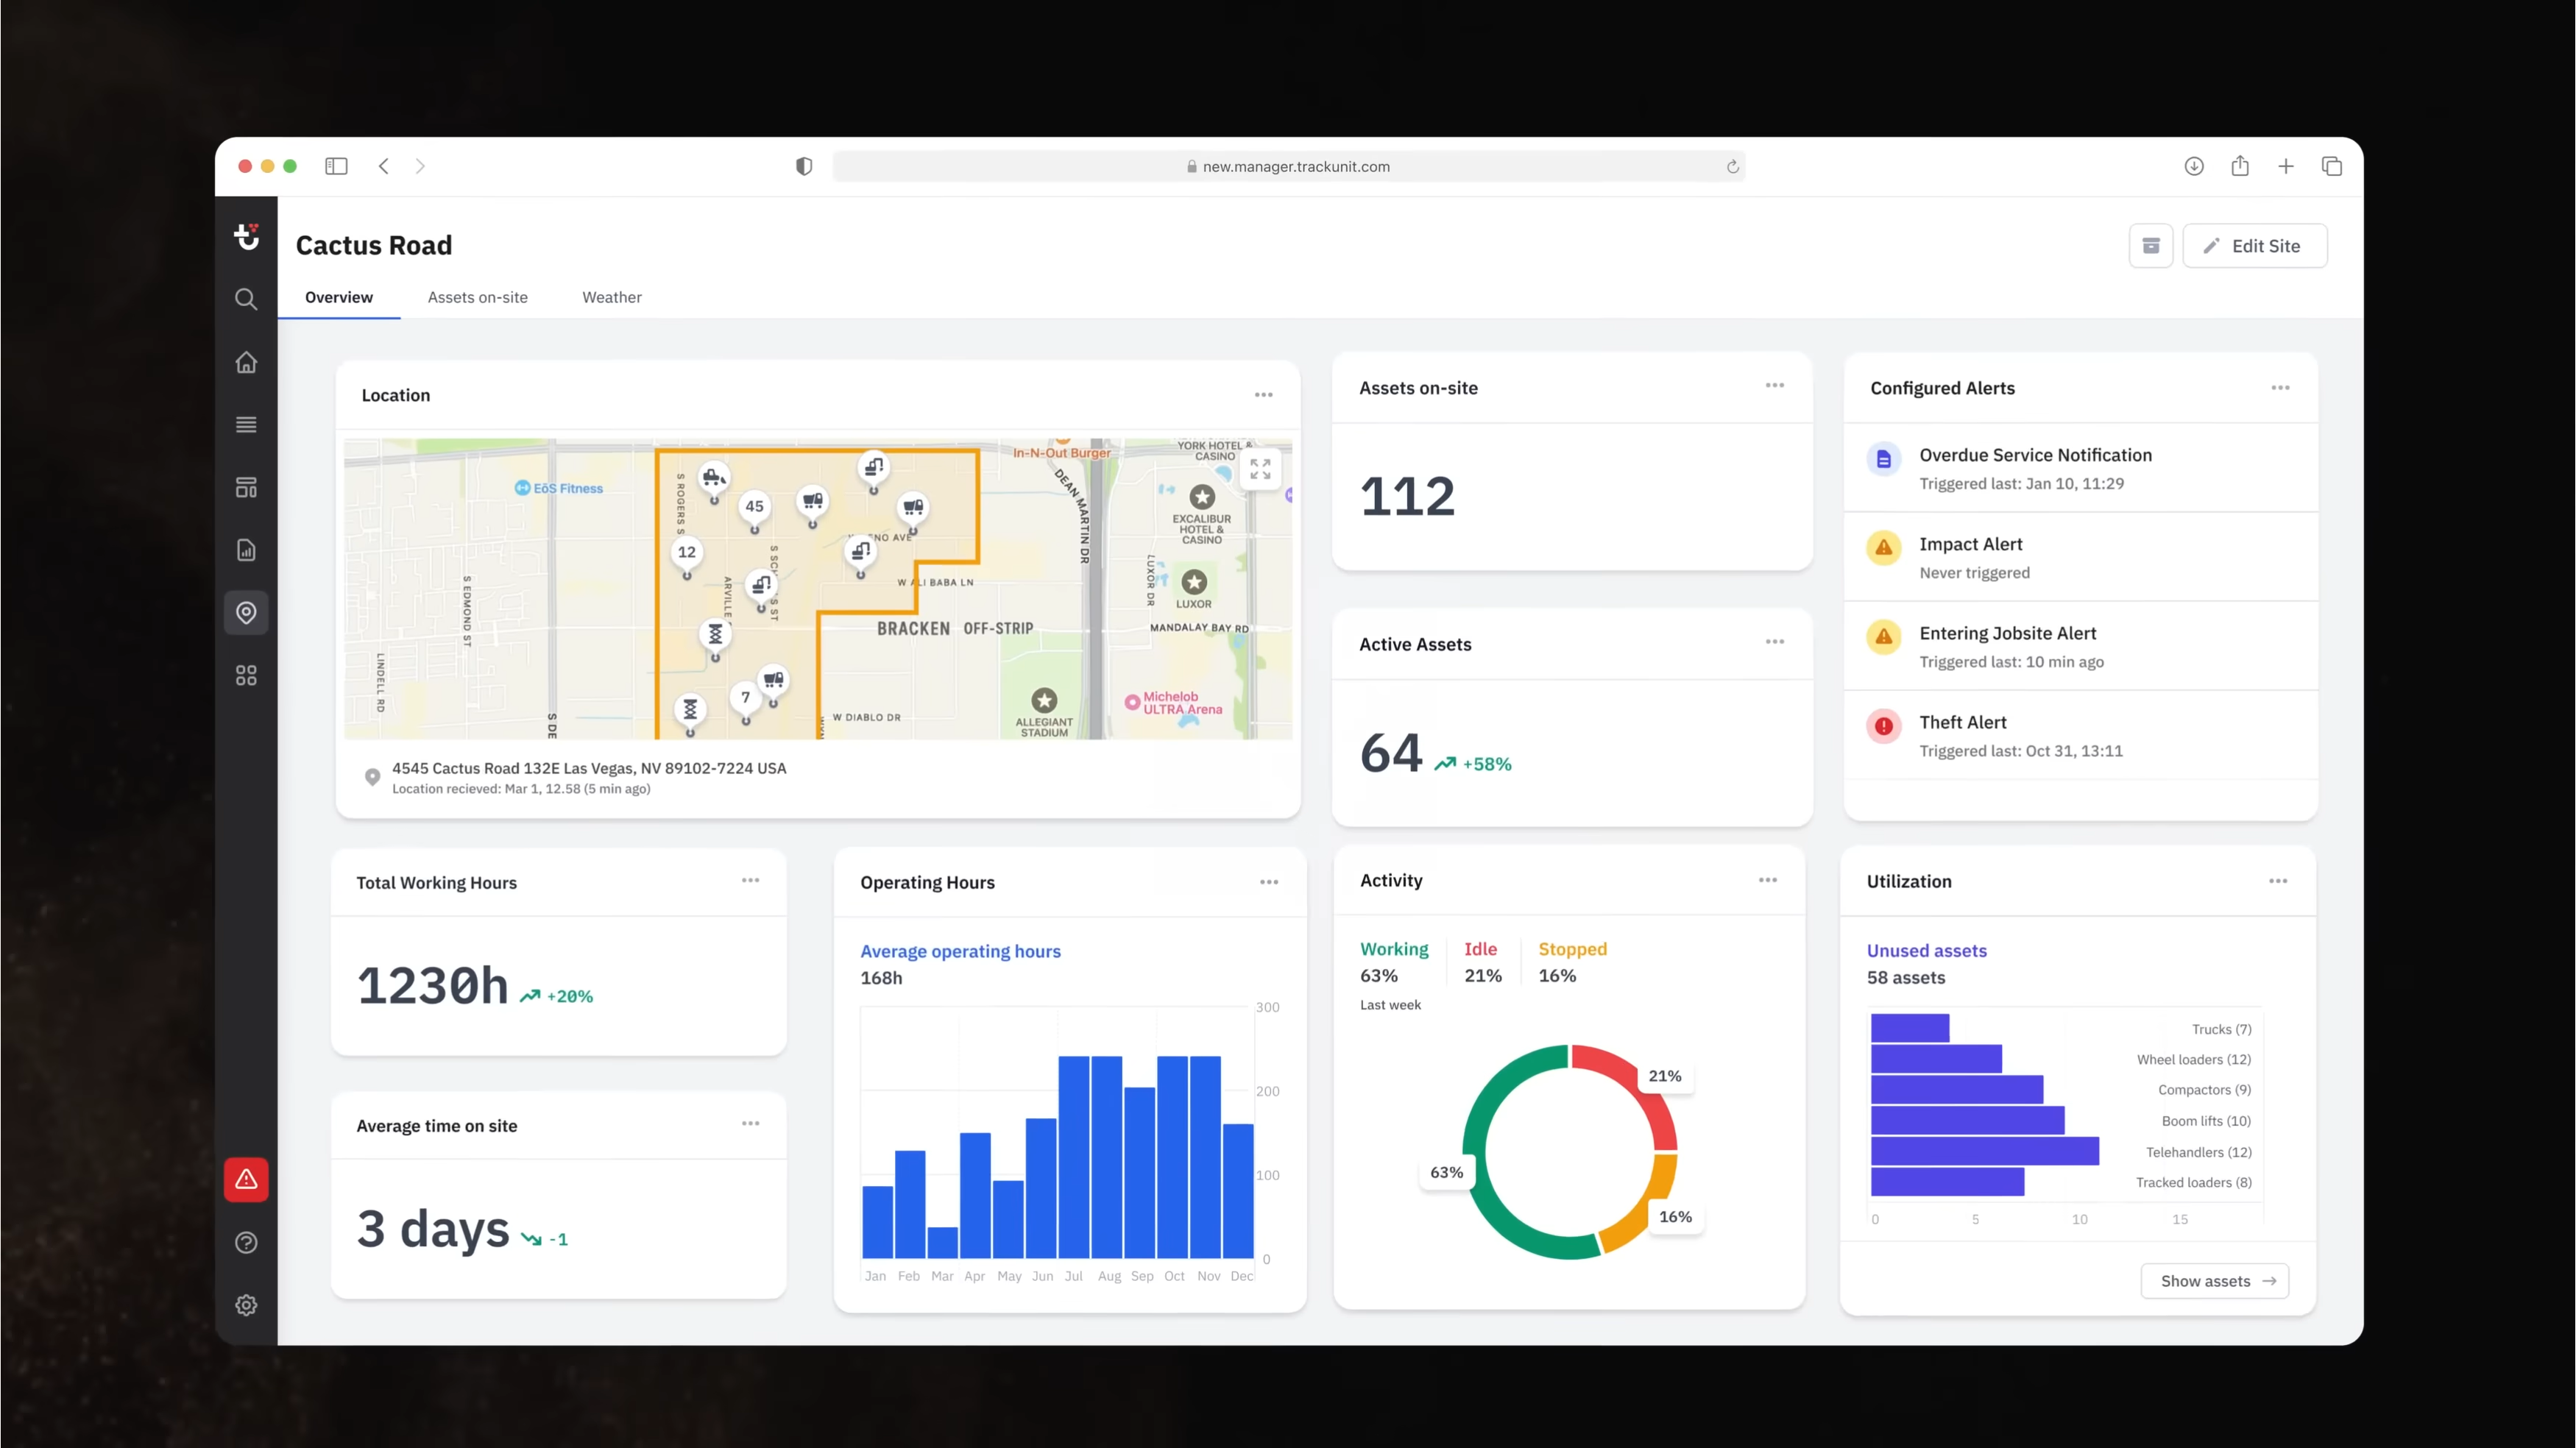 new.manager.trackunit.com
Cactus Road
Edit Site
Overview
Assets on-site
Weather
Location
In-N-Out Burger
YORK HOTEL &
CASINO
EōS Fitness
S ROGERS S
DEAN MARTIN DR
45
12
EXCALIBUR
HOTEL &
CASINO
NO AVE
W ALI BABA LN
S EDMOND ST
ARVILLE
LUXOR DR
LUXOR
BRACKEN
OFF-STRIP
MANDALAY BAY RD
LINDELL RD
7
W DIABLO DR
S DE
ALLEGIANT
STADIUM
Michelob
ULTRA Arena
4545 Cactus Road 132E Las Vegas, NV 89102-7224 USA
Location recieved: Mar 1, 12.58 (5 min ago)
Assets on-site
112
Active Assets
64 +58%
Configured Alerts
Overdue Service Notification
Triggered last: Jan 10, 11:29
Impact Alert
Never triggered
Entering Jobsite Alert
Triggered last: 10 min ago
Theft Alert
Triggered last: Oct 31, 13:11
Total Working Hours
1230h +20%
Average time on site
3 days -1
Operating Hours
Average operating hours
168h
300
200
100
0
Jan Feb Mar Apr May Jun Jul Aug Sep Oct Nov Dec
Activity
Working Idle Stopped
63% 21% 16%
Last week
21%
63%
16%
Utilization
Unused assets
58 assets
Trucks (7)
Wheel loaders (12)
Compactors (9)
Boom lifts (10)
Telehandlers (12)
Tracked loaders (8)
0 5 10 15
Show assets